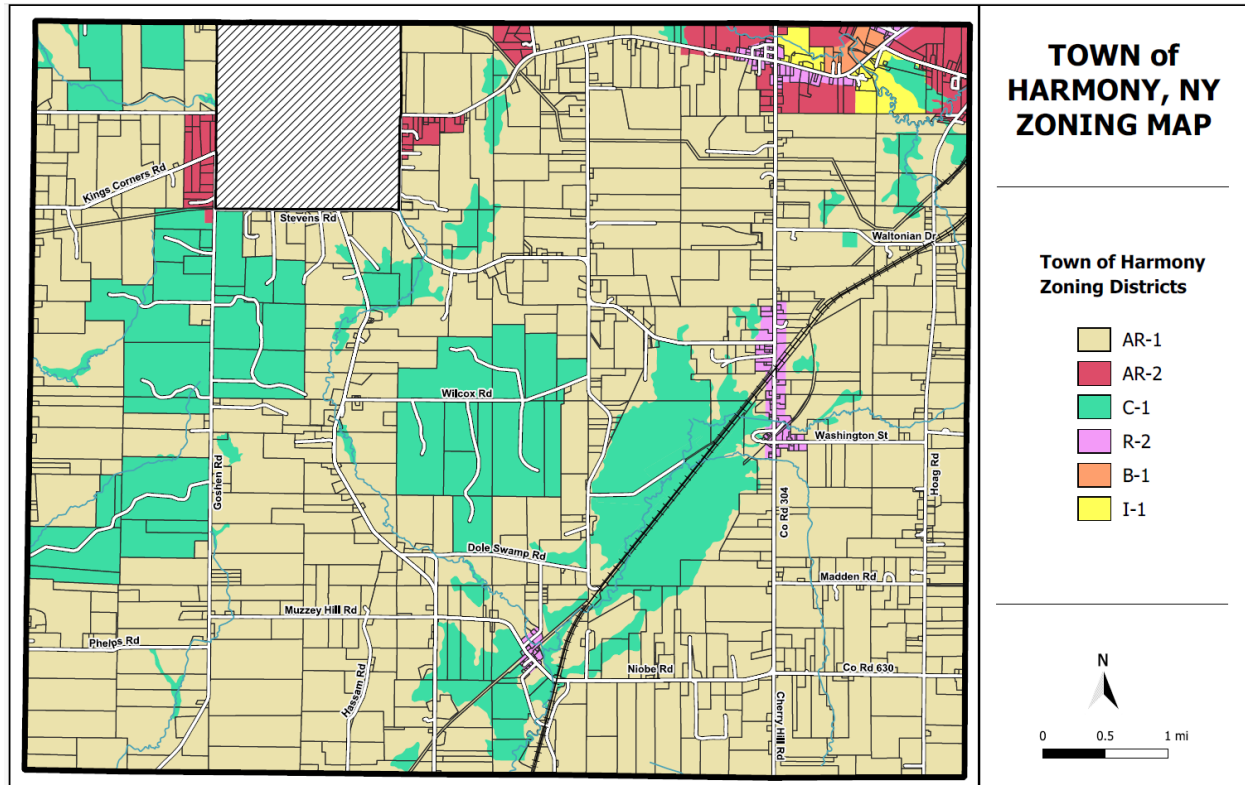 TOWN of
HARMONY, NY
ZONING MAP
Town of Harmony
Zoning Districts
AR-1
AR-2
C-1
R-2
B-1
I-1
N
0 0.5 1 mi
Kings Corners Rd
Stevens Rd
Waltonian Dr
Wilcox Rd
Washington St
Goshen Rd
Co Rd 304
Hoag Rd
Dole Swamp Rd
Madden Rd
Muzzey Hill Rd
Phelps Rd
Hassam Rd
Niobe Rd
Co Rd 630
Cherry Hill Rd